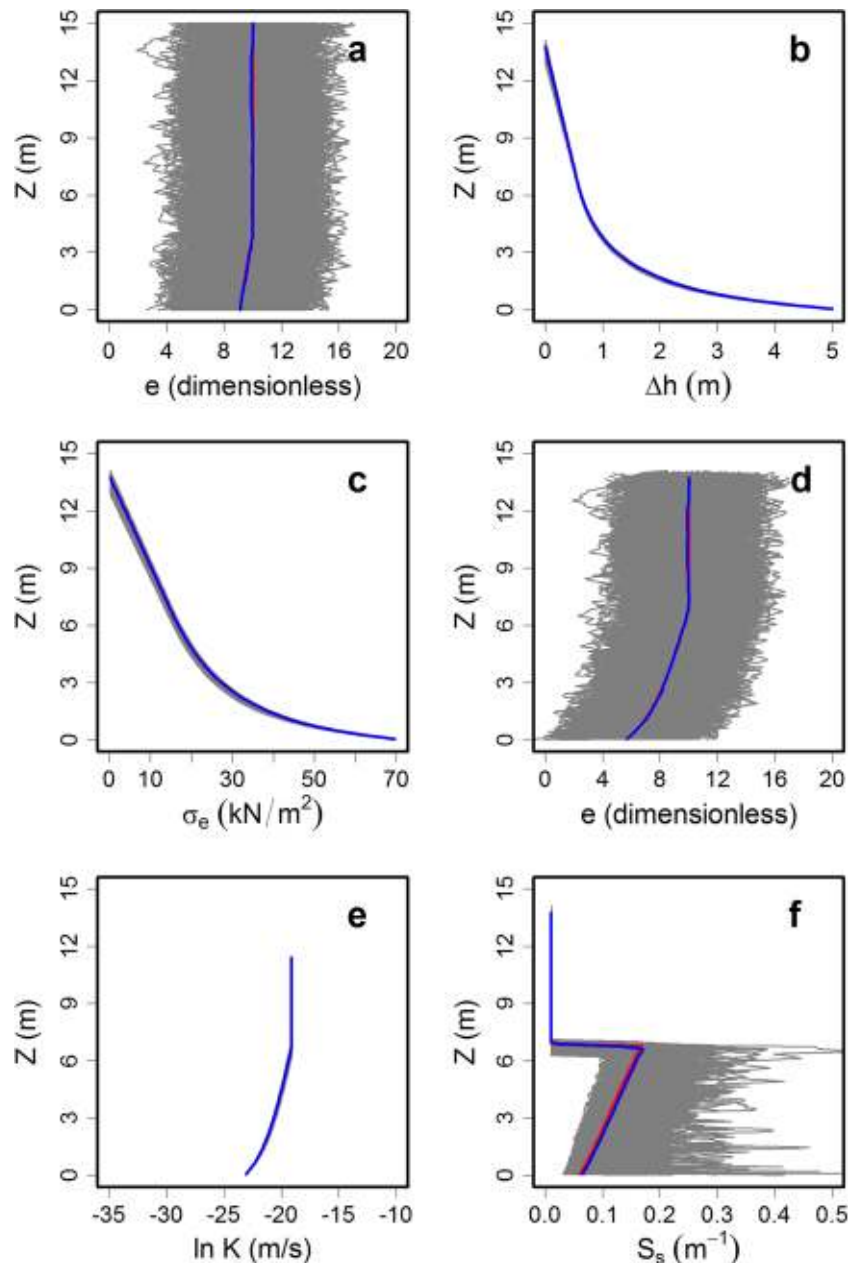 a
Z (m)
0 3 6 9 12 15
0 4 8 12 16 20
e (dimensionless)
b
Z (m)
0 3 6 9 12 15
0 1 2 3 4 5
Δh (m)
c
Z (m)
0 3 6 9 12 15
0 10 30 50 70
σe (kN/m²)
d
Z (m)
0 3 6 9 12 15
0 4 8 12 16 20
e (dimensionless)
e
Z (m)
0 3 6 9 12 15
-35 -30 -25 -20 -15 -10
ln K (m/s)
f
Z (m)
0 3 6 9 12 15
0.0 0.1 0.2 0.3 0.4 0.5
Ss (m⁻¹)